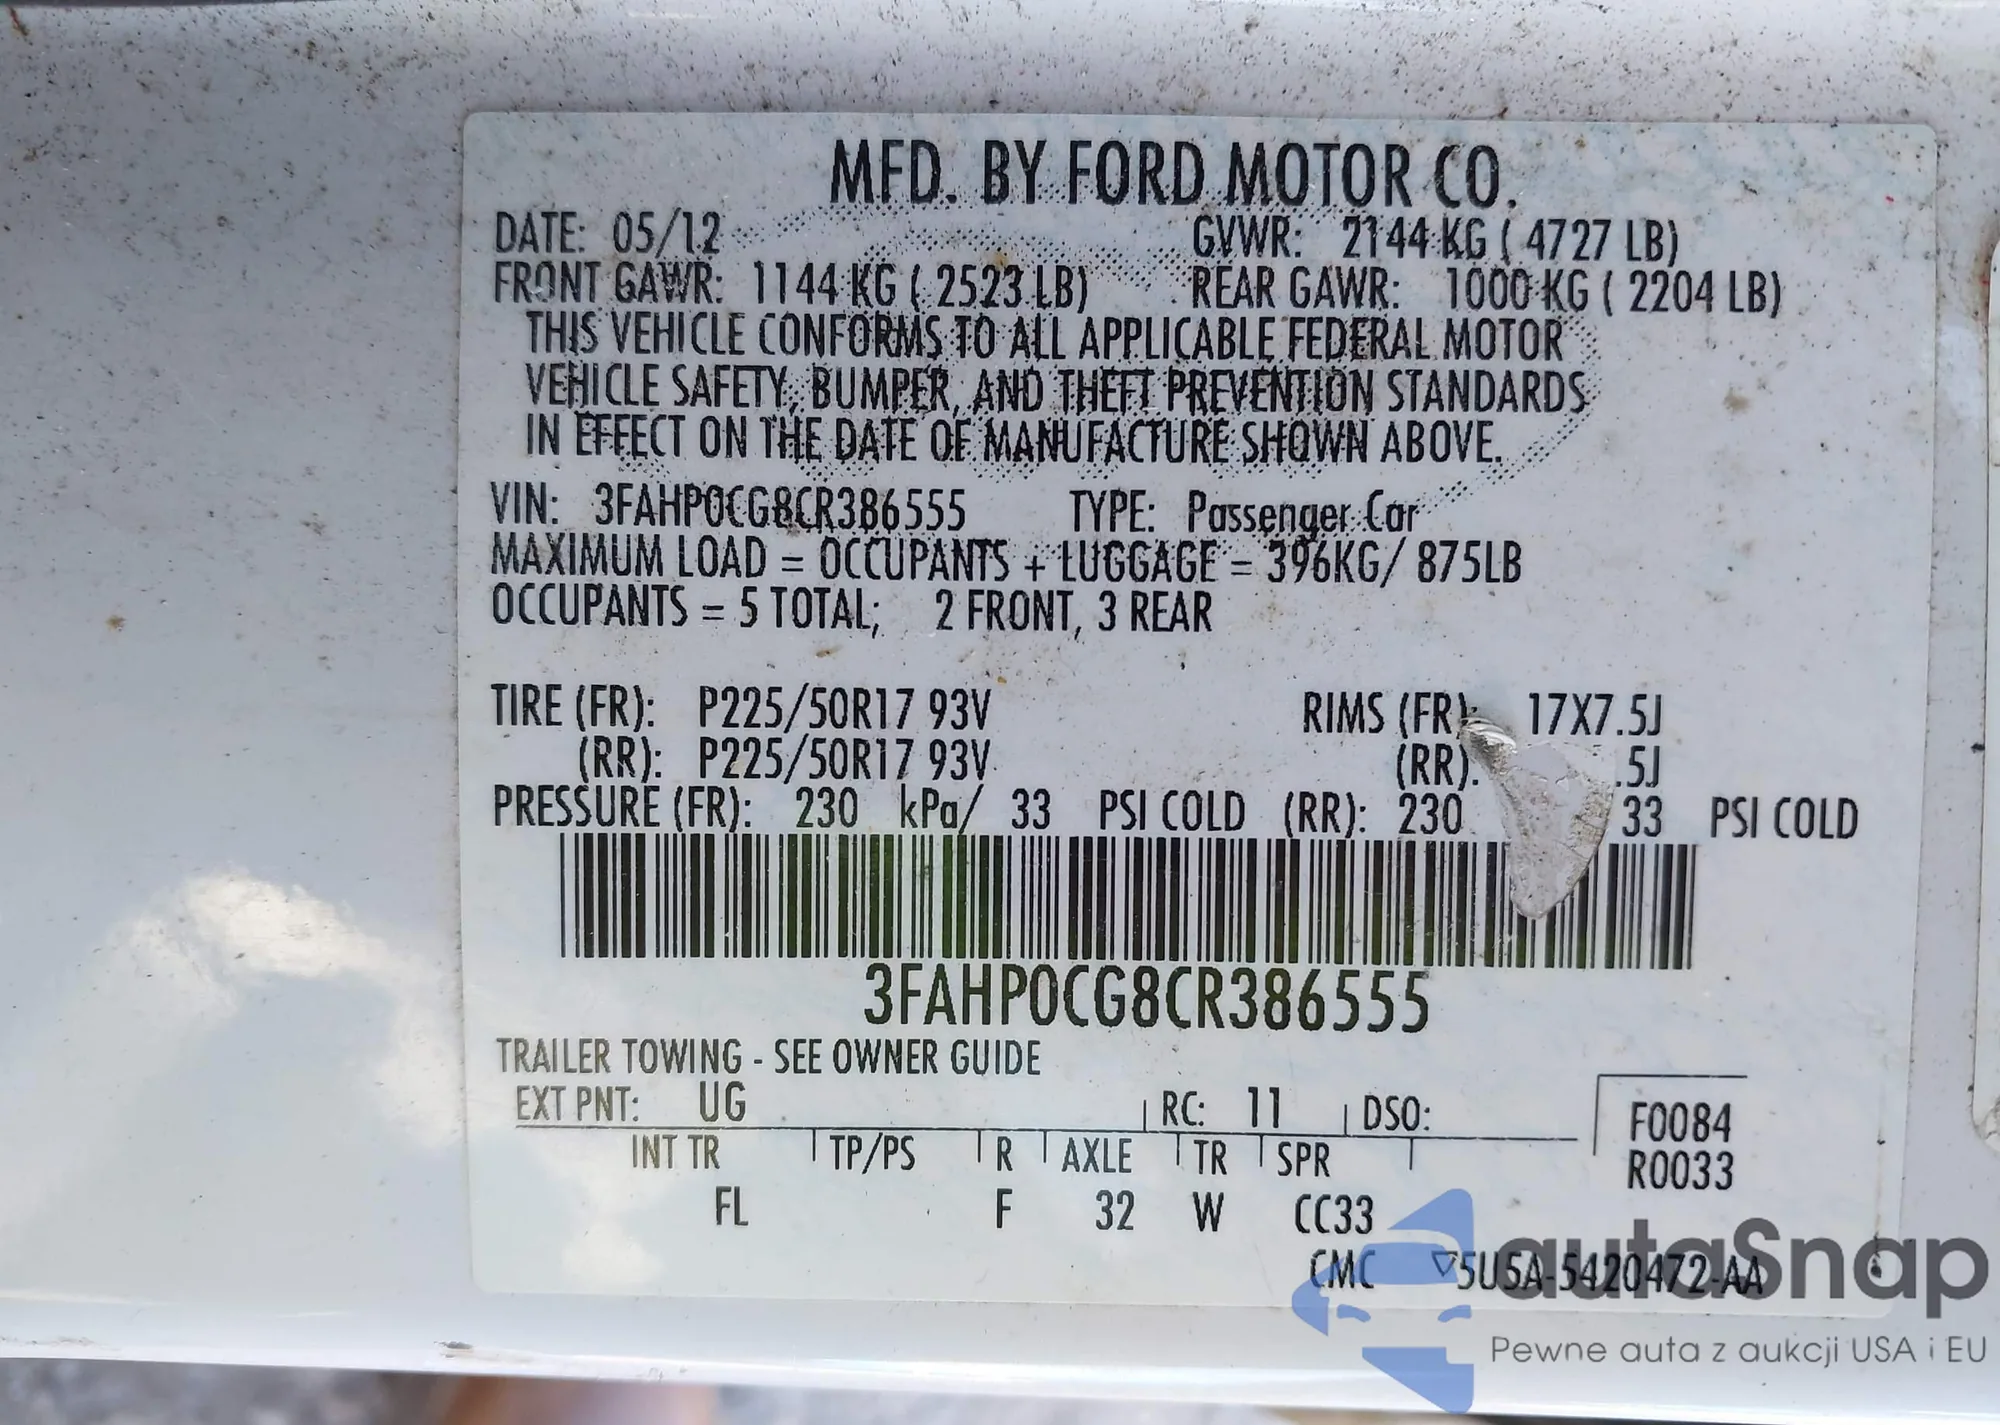 MFD. BY FORD MOTOR CO.
DATE: 05/12 GVWR: 2144 KG ( 4727 LB)
FRONT GAWR: 1144 KG ( 2523 LB) REAR GAWR: 1000 KG ( 2204 LB)
THIS VEHICLE CONFORMS TO ALL APPLICABLE FEDERAL MOTOR
VEHICLE SAFETY, BUMPER, AND THEFT PREVENTION STANDARDS
IN EFFECT ON THE DATE OF MANUFACTURE SHOWN ABOVE.
VIN: 3FAHP0CG8CR386555 TYPE: Passenger Car
MAXIMUM LOAD = OCCUPANTS + LUGGAGE = 396KG/ 875LB
OCCUPANTS = 5 TOTAL; 2 FRONT, 3 REAR
TIRE (FR): P225/50R17 93V RIMS (FR): 17X7.5J
(RR): P225/50R17 93V (RR): .5J
PRESSURE (FR): 230 kPa/ 33 PSI COLD (RR): 230 33 PSI COLD
3FAHP0CG8CR386555
TRAILER TOWING - SEE OWNER GUIDE
EXT PNT: UG RC: 11 DSO:
INT TR TP/PS R AXLE TR SPR
FL F 32 W CC33
F0084
R0033
CMC ▽5U5A-5420472-AA
autaSnap
Pewne auta z aukcji USA i EU